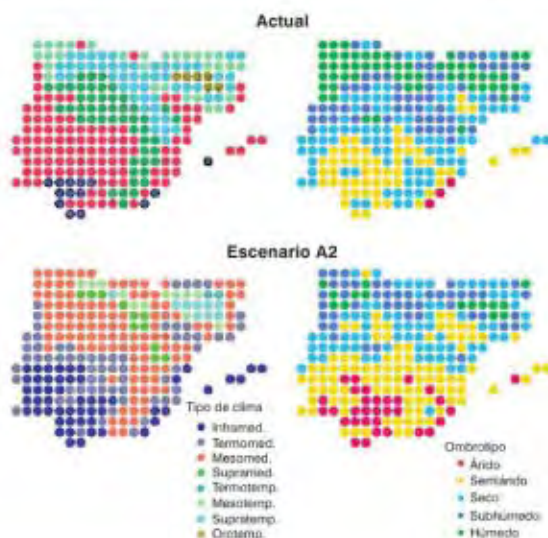 Actual
Escenario A2
Tipo de clima
Inframed.
Termomed.
Mesomed.
Supramed.
Termotemp.
Mesotemp.
Supratemp.
Orotemp.
Ombrotipo
Árido
Semiárido
Seco
Subhúmedo
Húmedo